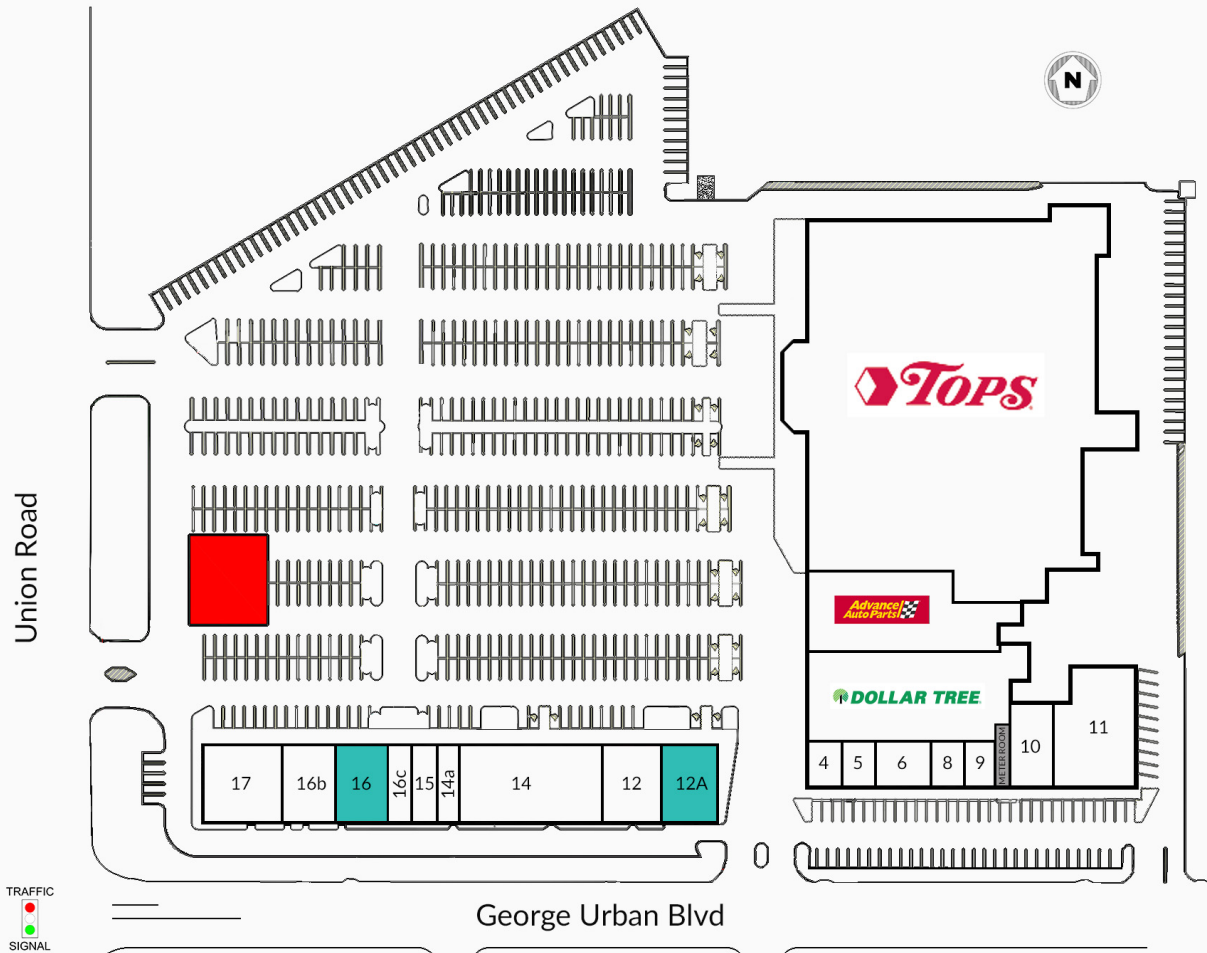 N
TOPS
Union Road
Advance
Auto Parts
DOLLAR TREE
METER ROOM
4
5
6
8
9
10
11
17
16b
16
16c
15
14a
14
12
12A
TRAFFIC
SIGNAL
George Urban Blvd